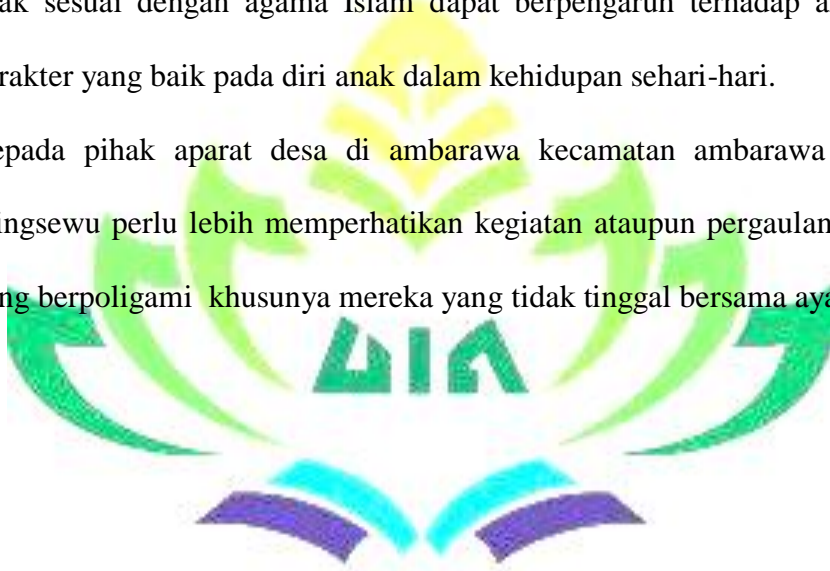 ak sesuai dengan agama Islam dapat berpengaruh terhadap a
arakter yang baik pada diri anak dalam kehidupan sehari-hari.
epada pihak aparat desa di ambarawa kecamatan ambarawa
ingsewu perlu lebih memperhatikan kegiatan ataupun pergaulan
ng berpoligami khusunya mereka yang tidak tinggal bersama aya
UIN